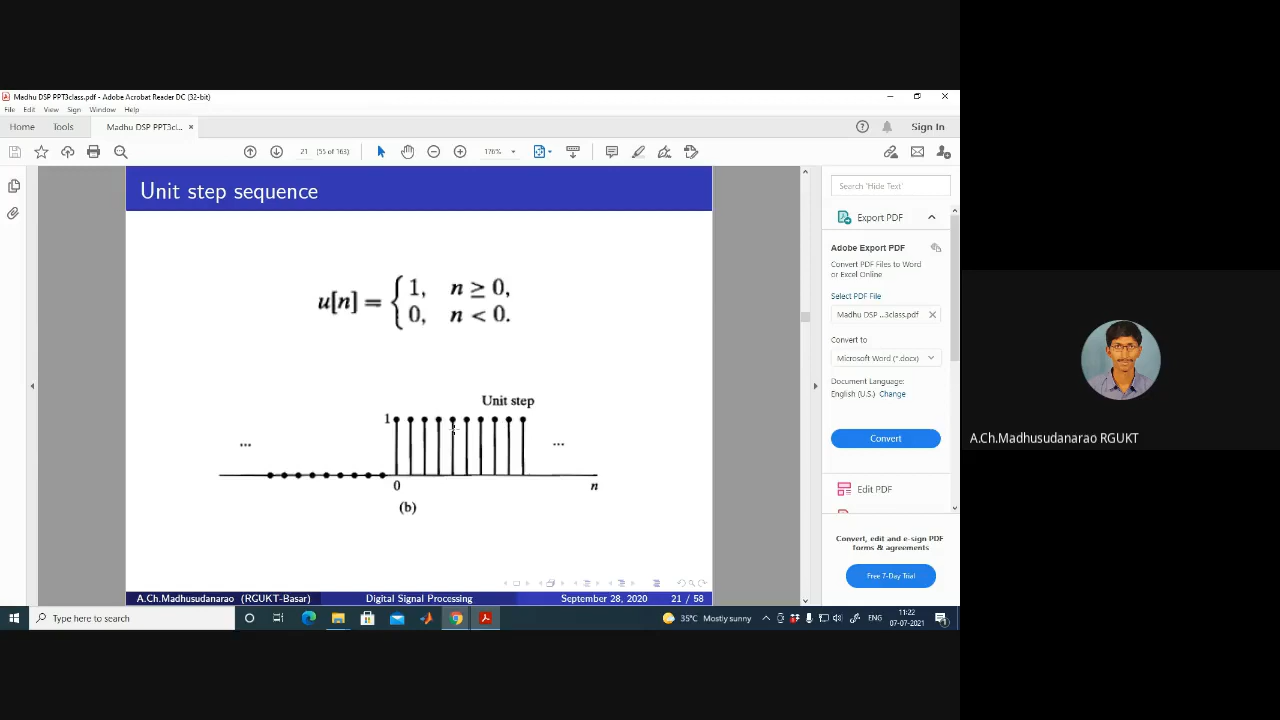 Madhu DSP PPT3class.pdf - Adobe Acrobat Reader DC (32-bit)
File Edit View Sign Window Help
Home Tools Madhu DSP PPT3cl... × Sign In
21 (55 of 163) 176%
Unit step sequence
u[n] = { 1, n ≥ 0,
0, n < 0.
Unit step
1
... ...
0 n
(b)
A.Ch.Madhusudanarao (RGUKT-Basar) Digital Signal Processing September 28, 2020 21 / 58
Search 'Hide Text'
Export PDF
Adobe Export PDF
Convert PDF Files to Word
or Excel Online
Select PDF File
Madhu DSP ...3class.pdf ×
Convert to
Microsoft Word (*.docx)
Document Language:
English (U.S.) Change
Convert
Edit PDF
Convert, edit and e-sign PDF
forms & agreements
Free 7-Day Trial
A.Ch.Madhusudanarao RGUKT
Type here to search
35°C Mostly sunny
ENG
11:22
07-07-2021